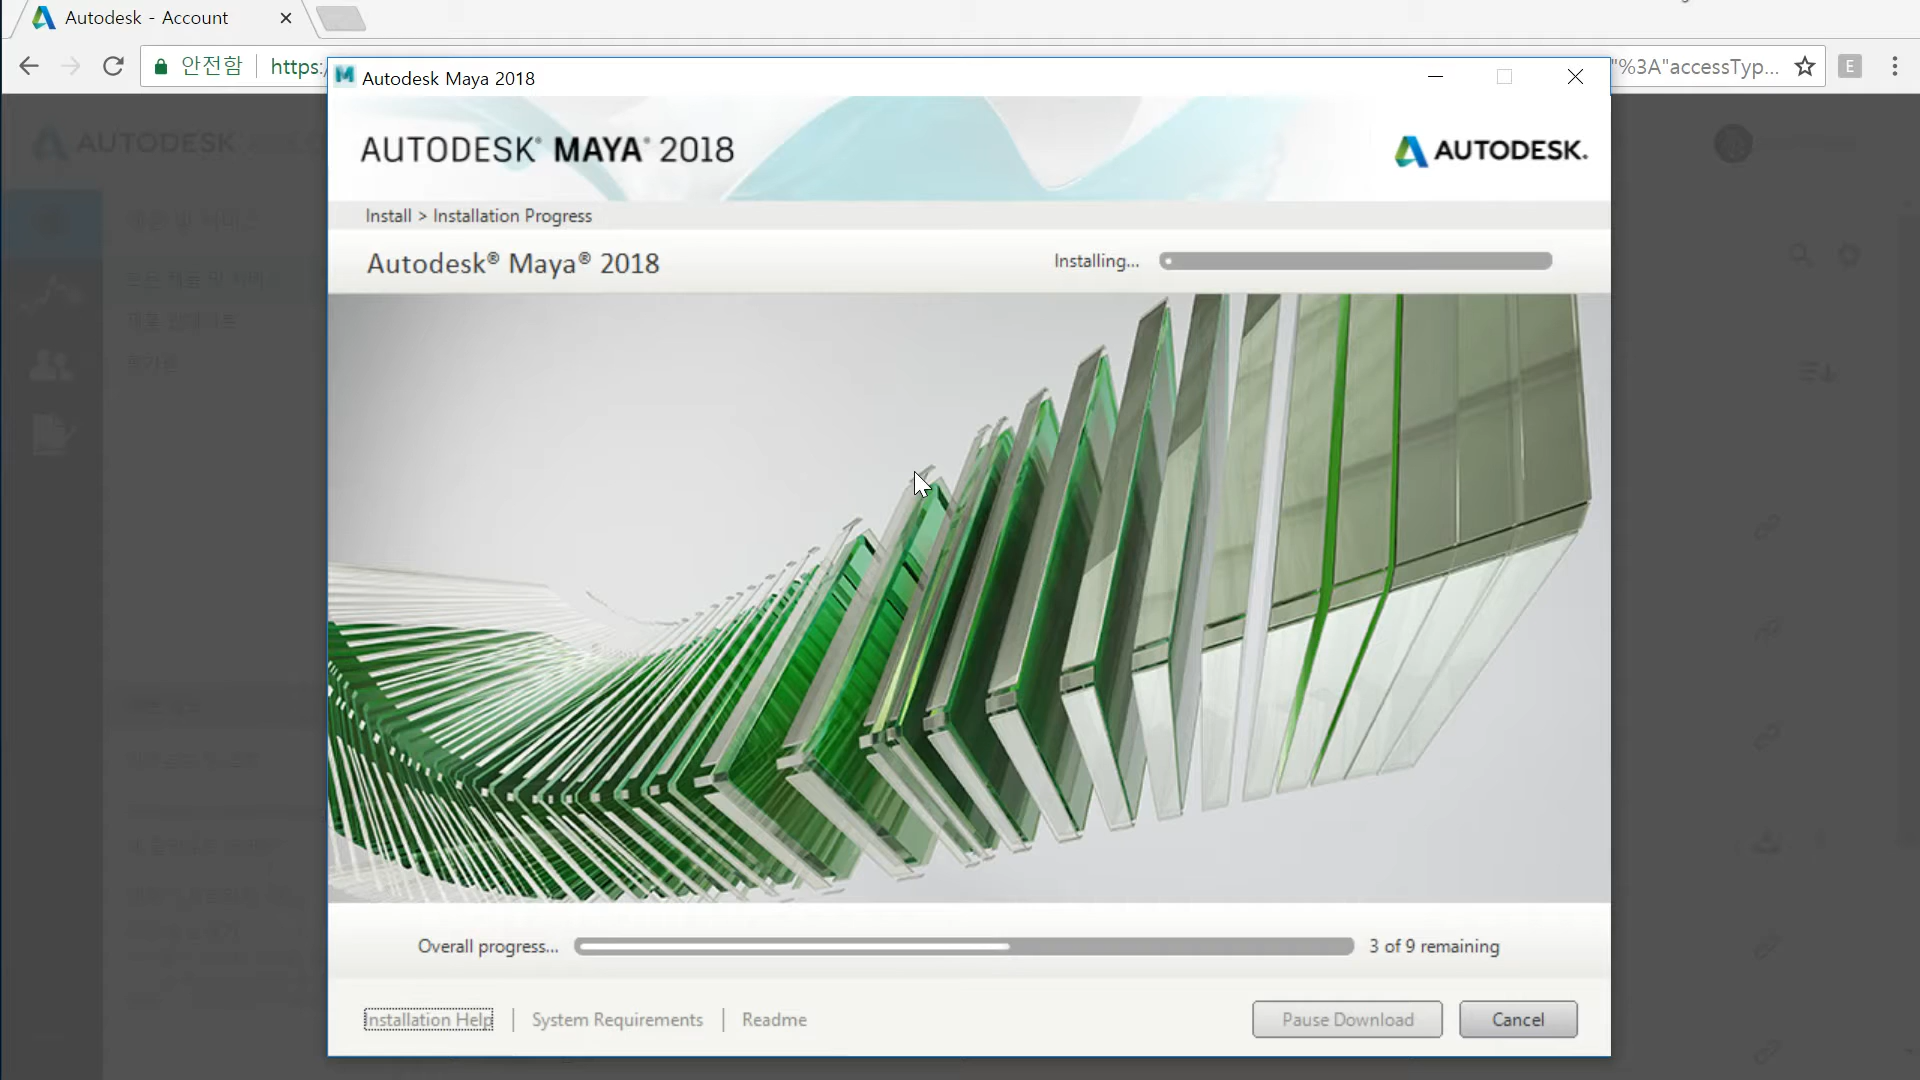 Autodesk - Account
안전함
https:/
"%3A"accessTyp...
E
Autodesk Maya 2018
AUTODESK® MAYA® 2018
AUTODESK.
Install > Installation Progress
Autodesk® Maya® 2018
Installing...
AUTODESK
Overall progress...
3 of 9 remaining
Installation Help
System Requirements
Readme
Pause Download
Cancel